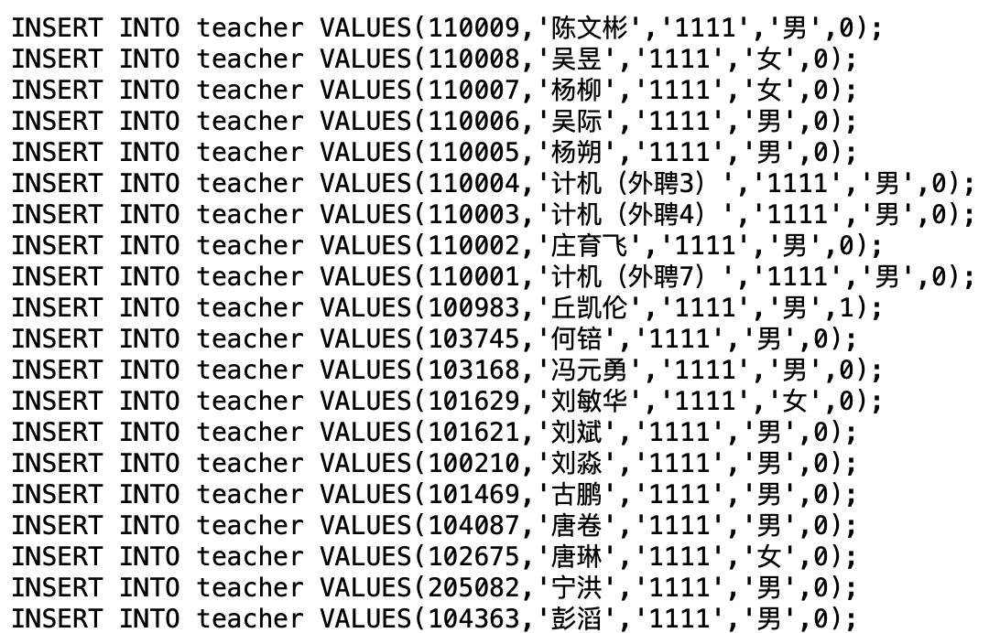 INSERT INTO teacher VALUES(110009,'陈文彬','1111','男',0);
INSERT INTO teacher VALUES(110008,'吴昱','1111','女',0);
INSERT INTO teacher VALUES(110007,'杨柳','1111','女',0);
INSERT INTO teacher VALUES(110006,'吴际','1111','男',0);
INSERT INTO teacher VALUES(110005,'杨朔','1111','男',0);
INSERT INTO teacher VALUES(110004,'计机（外聘3）','1111','男',0);
INSERT INTO teacher VALUES(110003,'计机（外聘4）','1111','男',0);
INSERT INTO teacher VALUES(110002,'庄育飞','1111','男',0);
INSERT INTO teacher VALUES(110001,'计机（外聘7）','1111','男',0);
INSERT INTO teacher VALUES(100983,'丘凯伦','1111','男',1);
INSERT INTO teacher VALUES(103745,'何锫','1111','男',0);
INSERT INTO teacher VALUES(103168,'冯元勇','1111','男',0);
INSERT INTO teacher VALUES(101629,'刘敏华','1111','女',0);
INSERT INTO teacher VALUES(101621,'刘斌','1111','男',0);
INSERT INTO teacher VALUES(100210,'刘淼','1111','男',0);
INSERT INTO teacher VALUES(101469,'古鹏','1111','男',0);
INSERT INTO teacher VALUES(104087,'唐卷','1111','男',0);
INSERT INTO teacher VALUES(102675,'唐琳','1111','女',0);
INSERT INTO teacher VALUES(205082,'宁洪','1111','男',0);
INSERT INTO teacher VALUES(104363,'彭滔','1111','男',0);